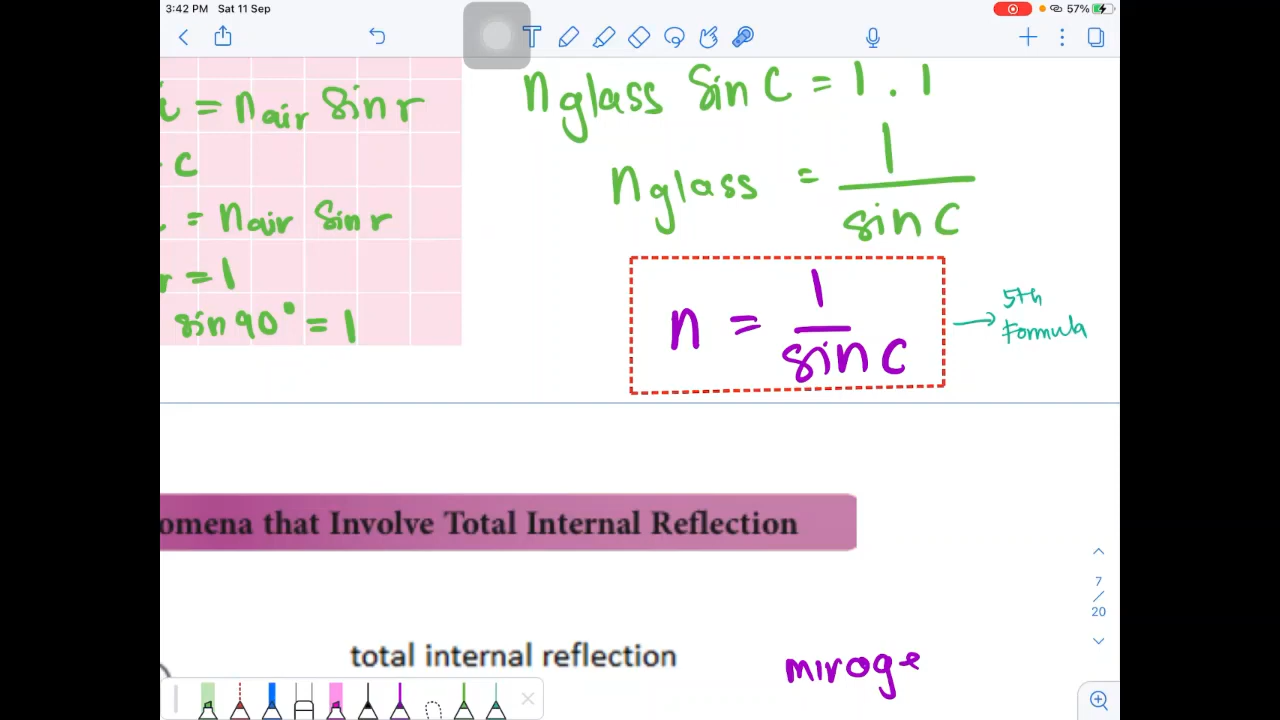 3:42 PM Sat 11 Sep
57%
= nair sin r
c
= nair sin r
= 1
sin 90° = 1
nglass sin c = 1 . 1
nglass = 1
sin c
n = 1
sin c
5th
Formula
omena that Involve Total Internal Reflection
7
/
20
total internal reflection
mirage